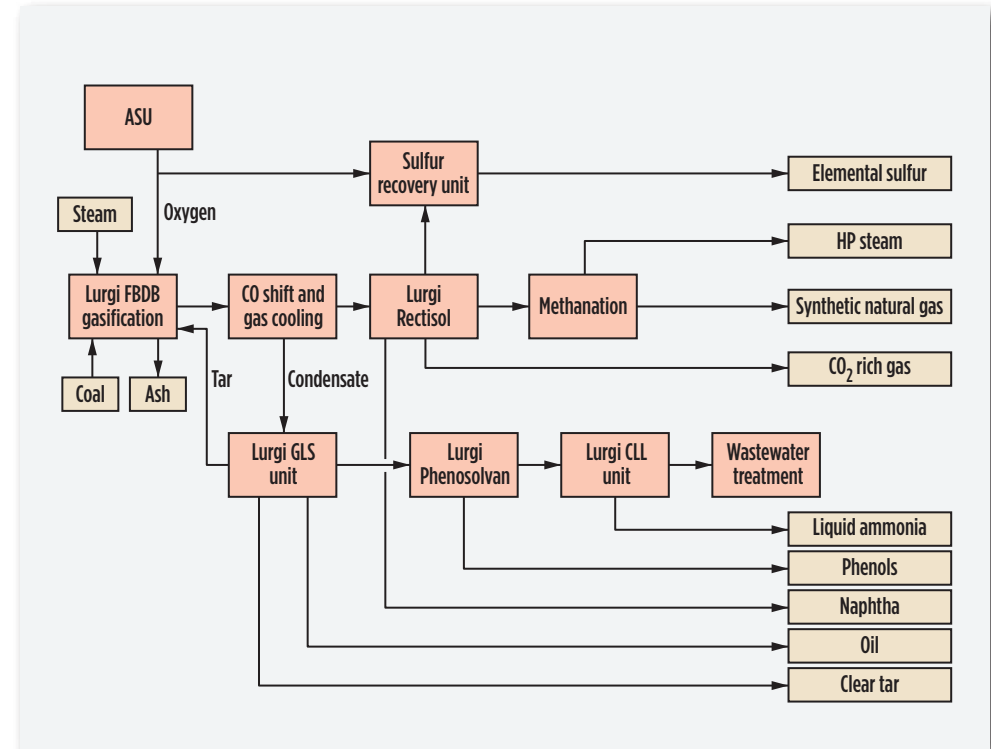 ASU
Sulfur
recovery unit
Elemental sulfur
Steam
Oxygen
HP steam
Lurgi FBDB
gasification
CO shift and
gas cooling
Lurgi
Rectisol
Methanation
Synthetic natural gas
CO2 rich gas
Coal
Ash
Tar
Condensate
Lurgi GLS
unit
Lurgi
Phenosolvan
Lurgi CLL
unit
Wastewater
treatment
Liquid ammonia
Phenols
Naphtha
Oil
Clear tar